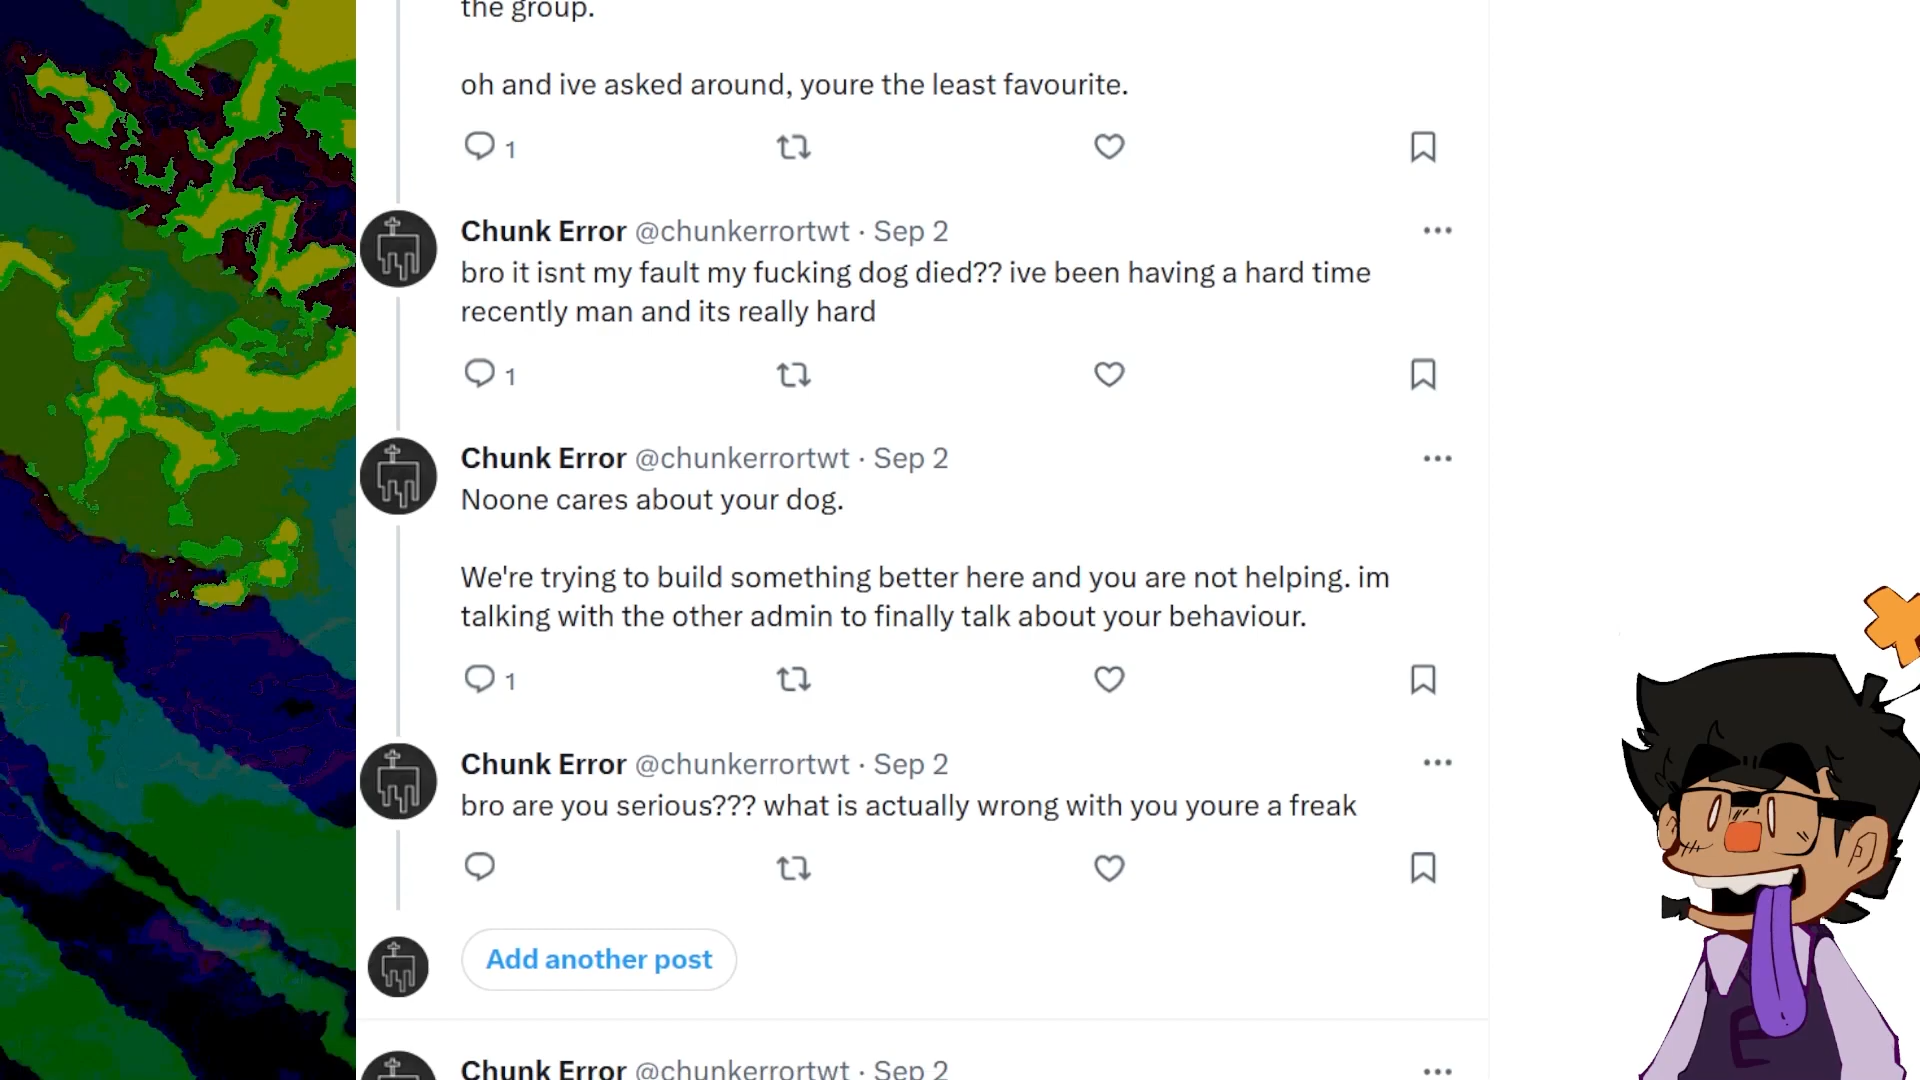 the group.
oh and ive asked around, youre the least favourite.
1
Chunk Error @chunkerrortwt · Sep 2
bro it isnt my fault my fucking dog died?? ive been having a hard time
recently man and its really hard
1
Chunk Error @chunkerrortwt · Sep 2
Noone cares about your dog.
We're trying to build something better here and you are not helping. im
talking with the other admin to finally talk about your behaviour.
1
Chunk Error @chunkerrortwt · Sep 2
bro are you serious??? what is actually wrong with you youre a freak
Add another post
Chunk Error @chunkerrortwt · Sep 2